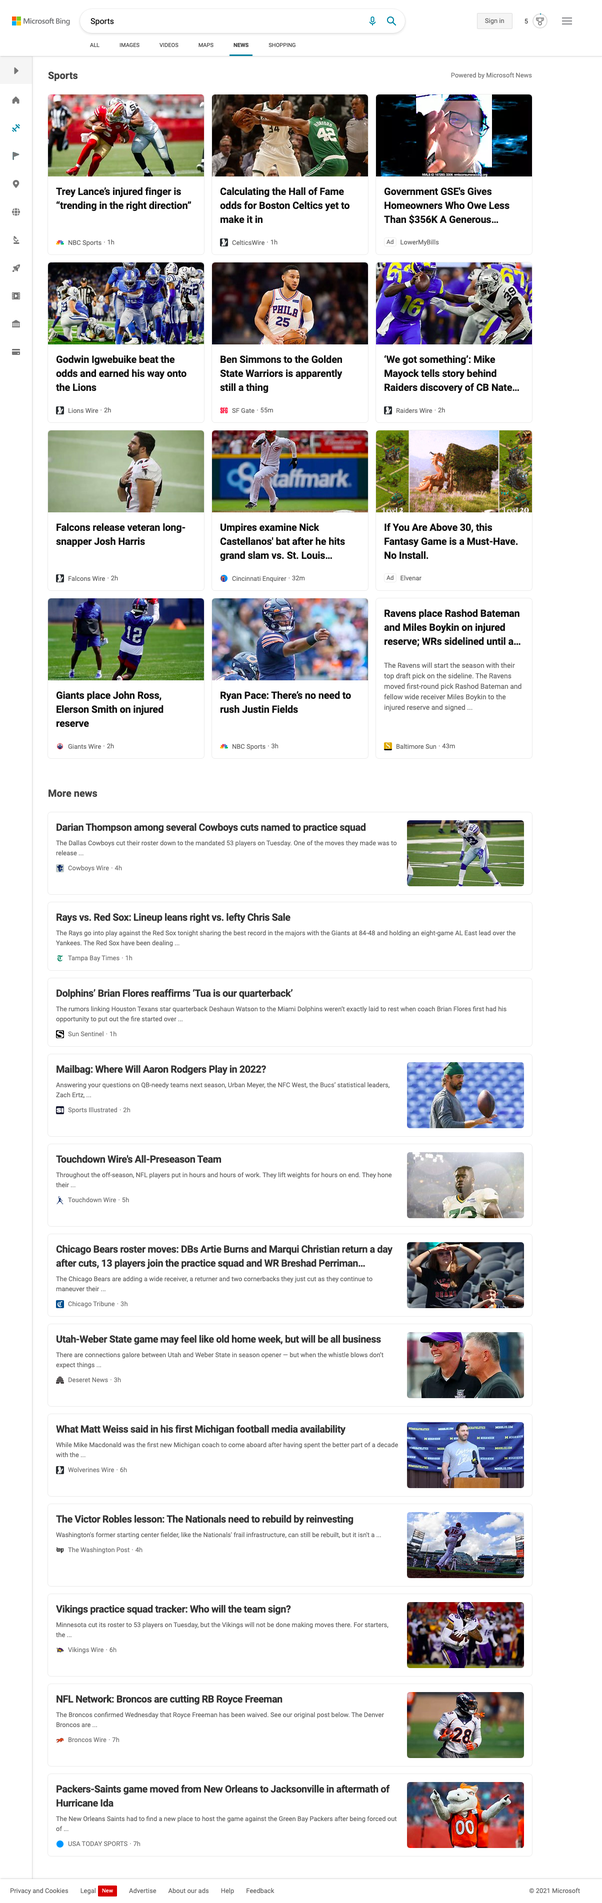 Microsoft Bing
Sports
Sign in
5
ALL
IMAGES
VIDEOS
MAPS
NEWS
SHOPPING
Sports
Powered by Microsoft News
Trey Lance's injured finger is
"trending in the right direction"
NBC Sports · 1h
42
Calculating the Hall of Fame
odds for Boston Celtics yet to
make it in
CelticsWire · 1h
Government GSE's Gives
Homeowners Who Owe Less
Than $356K A Generous...
Ad LowerMyBills
Godwin Igwebuike beat the
odds and earned his way onto
the Lions
Lions Wire · 2h
PHILA
25
Ben Simmons to the Golden
State Warriors is apparently
still a thing
SF Gate · 55m
16
'We got something': Mike
Mayock tells story behind
Raiders discovery of CB Nate...
Raiders Wire · 2h
Falcons release veteran long-
snapper Josh Harris
Falcons Wire · 2h
affmark.
Umpires examine Nick
Castellanos' bat after he hits
grand slam vs. St. Louis...
Cincinnati Enquirer · 32m
Lvl 2
Lvl 20
If You Are Above 30, this
Fantasy Game is a Must-Have.
No Install.
Ad Elvenar
12
Giants place John Ross,
Elerson Smith on injured
reserve
Giants Wire · 2h
Ryan Pace: There's no need to
rush Justin Fields
NBC Sports · 3h
Ravens place Rashod Bateman
and Miles Boykin on injured
reserve; WRs sidelined until a...
The Ravens will start the season with their
top draft pick on the sideline. The Ravens
moved first-round pick Rashod Bateman and
fellow wide receiver Miles Boykin to the
injured reserve and signed ...
Baltimore Sun · 43m
More news
Darian Thompson among several Cowboys cuts named to practice squad
The Dallas Cowboys cut their roster down to the mandated 53 players on Tuesday. One of the moves they made was to
release ...
Cowboys Wire · 4h
Rays vs. Red Sox: Lineup leans right vs. lefty Chris Sale
The Rays go into play against the Red Sox tonight sharing the best record in the majors with the Giants at 84-48 and holding an eight-game AL East lead over the
Yankees. The Red Sox have been dealing ...
Tampa Bay Times · 1h
Dolphins' Brian Flores reaffirms 'Tua is our quarterback'
The rumors linking Houston Texans star quarterback Deshaun Watson to the Miami Dolphins weren't exactly laid to rest when coach Brian Flores first had his
opportunity to put out the fire started over ...
Sun Sentinel · 1h
Mailbag: Where Will Aaron Rodgers Play in 2022?
Answering your questions on QB-needy teams next season, Urban Meyer, the NFC West, the Bucs' statistical leaders,
Zach Ertz, ...
Sports Illustrated · 2h
Touchdown Wire's All-Preseason Team
Throughout the off-season, NFL players put in hours and hours of work. They lift weights for hours on end. They hone
their ...
Touchdown Wire · 5h
Chicago Bears roster moves: DBs Artie Burns and Marqui Christian return a day
after cuts, 13 players join the practice squad and WR Breshad Perriman...
The Chicago Bears are adding a wide receiver, a returner and two cornerbacks they just cut as they continue to
maneuver their ...
Chicago Tribune · 3h
Utah-Weber State game may feel like old home week, but will be all business
There are connections galore between Utah and Weber State in season opener — but when the whistle blows don't
expect things ...
Deseret News · 3h
What Matt Weiss said in his first Michigan football media availability
While Mike Macdonald was the first new Michigan coach to come aboard after having spent the better part of a decade
with the ...
Wolverines Wire · 6h
The Victor Robles lesson: The Nationals need to rebuild by reinvesting
Washington's former starting center fielder, like the Nationals' frail infrastructure, can still be rebuilt, but it isn't a ...
The Washington Post · 4h
Vikings practice squad tracker: Who will the team sign?
Minnesota cut its roster to 53 players on Tuesday, but the Vikings will not be done making moves there. For starters,
the ...
Vikings Wire · 6h
NFL Network: Broncos are cutting RB Royce Freeman
The Broncos confirmed Wednesday that Royce Freeman has been waived. See our original post below. The Denver
Broncos are ...
Broncos Wire · 7h
28
Packers-Saints game moved from New Orleans to Jacksonville in aftermath of
Hurricane Ida
The New Orleans Saints had to find a new place to host the game against the Green Bay Packers after being forced out
of ...
USA TODAY SPORTS · 7h
00
Privacy and Cookies
Legal New
Advertise
About our ads
Help
Feedback
© 2021 Microsoft